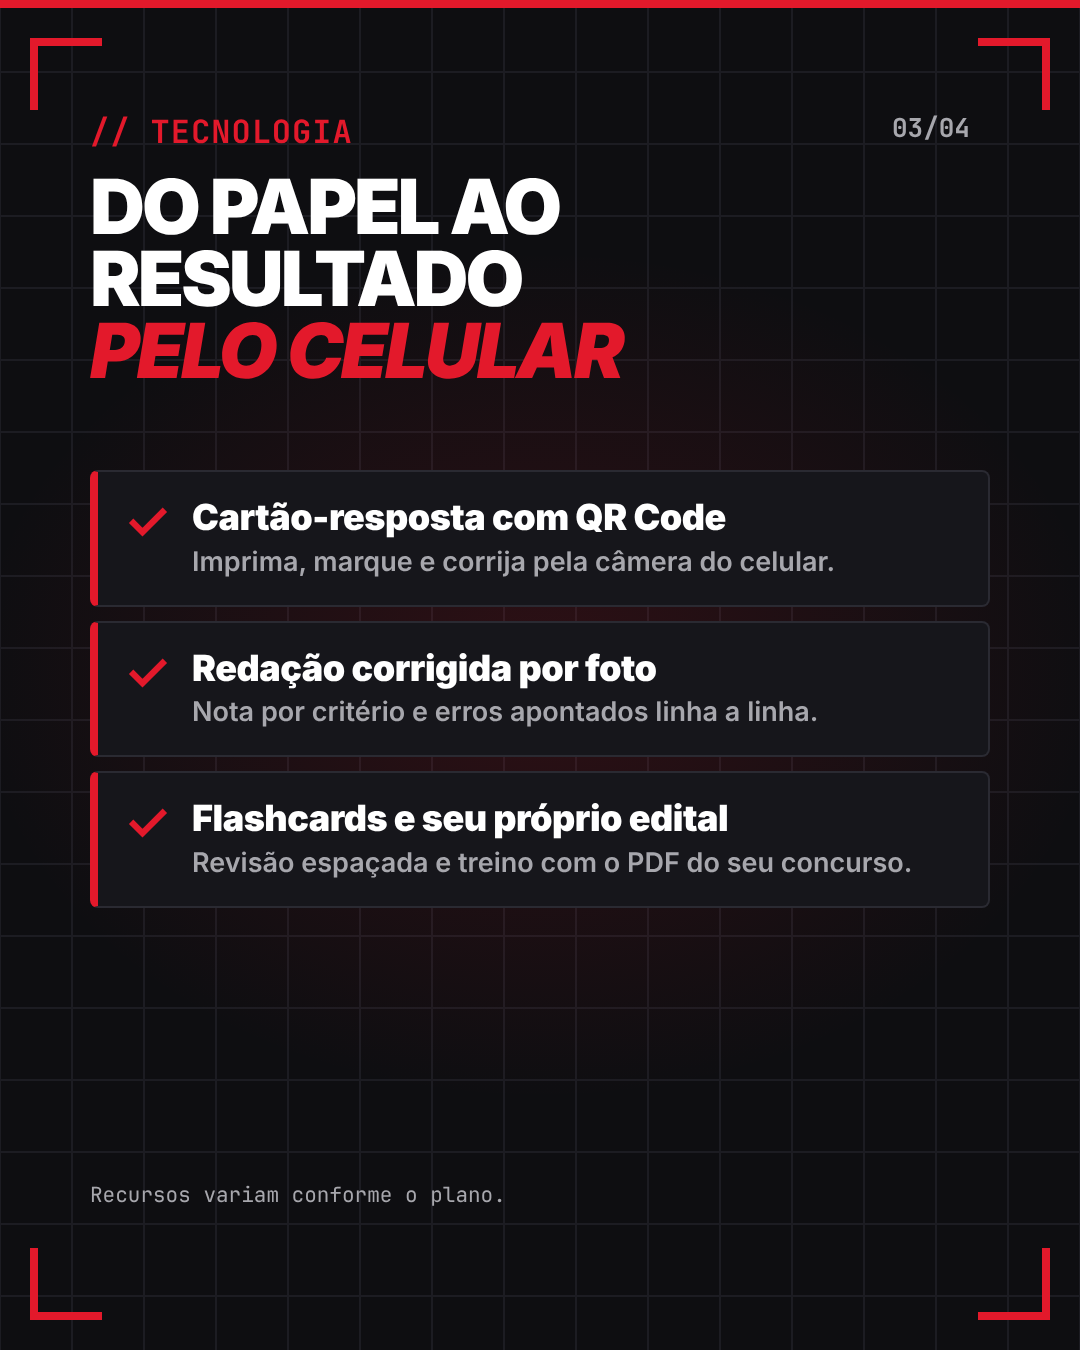 // TECNOLOGIA
03/04
DO PAPEL AO
RESULTADO
PELO CELULAR
Cartão-resposta com QR Code
Imprima, marque e corrija pela câmera do celular.
Redação corrigida por foto
Nota por critério e erros apontados linha a linha.
Flashcards e seu próprio edital
Revisão espaçada e treino com o PDF do seu concurso.
Recursos variam conforme o plano.